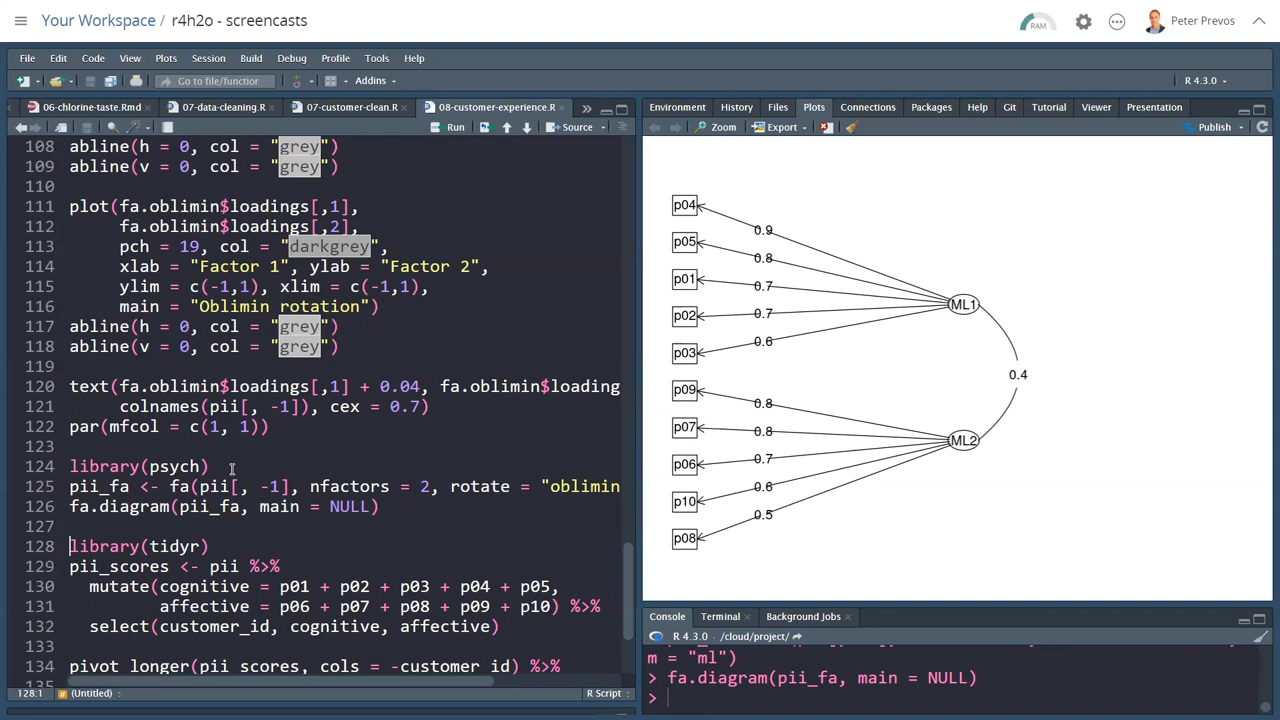 Your Workspace / r4h2o - screencasts
RAM
Peter Prevos
File Edit Code View Plots Session Build Debug Profile Tools Help
Go to file/function
Addins
R 4.3.0
06-chlorine-taste.Rmd
07-data-cleaning.R
07-customer-clean.R
08-customer-experience.R
Run
Source
108 abline(h = 0, col = "grey")
109 abline(v = 0, col = "grey")
110
111 plot(fa.oblimin$loadings[,1],
112 fa.oblimin$loadings[,2],
113 pch = 19, col = "darkgrey",
114 xlab = "Factor 1", ylab = "Factor 2",
115 ylim = c(-1,1), xlim = c(-1,1),
116 main = "Oblimin rotation")
117 abline(h = 0, col = "grey")
118 abline(v = 0, col = "grey")
119
120 text(fa.oblimin$loadings[,1] + 0.04, fa.oblimin$loading
121 colnames(pii[, -1]), cex = 0.7)
122 par(mfcol = c(1, 1))
123
124 library(psych)
125 pii_fa <- fa(pii[, -1], nfactors = 2, rotate = "oblimin
126 fa.diagram(pii_fa, main = NULL)
127
128 library(tidyr)
129 pii_scores <- pii %>%
130 mutate(cognitive = p01 + p02 + p03 + p04 + p05,
131 affective = p06 + p07 + p08 + p09 + p10) %>%
132 select(customer_id, cognitive, affective)
133
134 pivot_longer(pii_scores, cols = -customer_id) %>%
135
128:1
(Untitled)
R Script
Environment History Files Plots Connections Packages Help Git Tutorial Viewer Presentation
Zoom
Export
Publish
p04
0.9
p05
0.8
p01
0.7
ML1
p02
0.7
p03
0.6
0.4
p09
0.8
p07
0.8
ML2
p06
0.7
p10
0.6
p08
0.5
Console Terminal Background Jobs
R 4.3.0 · /cloud/project/
m = "ml")
> fa.diagram(pii_fa, main = NULL)
>